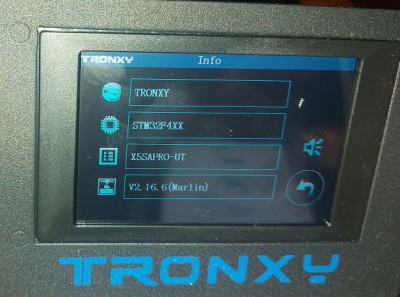 TRONXY
Info
TRONXY
STM32F4XX
X5SAPRO-UT
V2.16.6(Marlin)
TRONXY